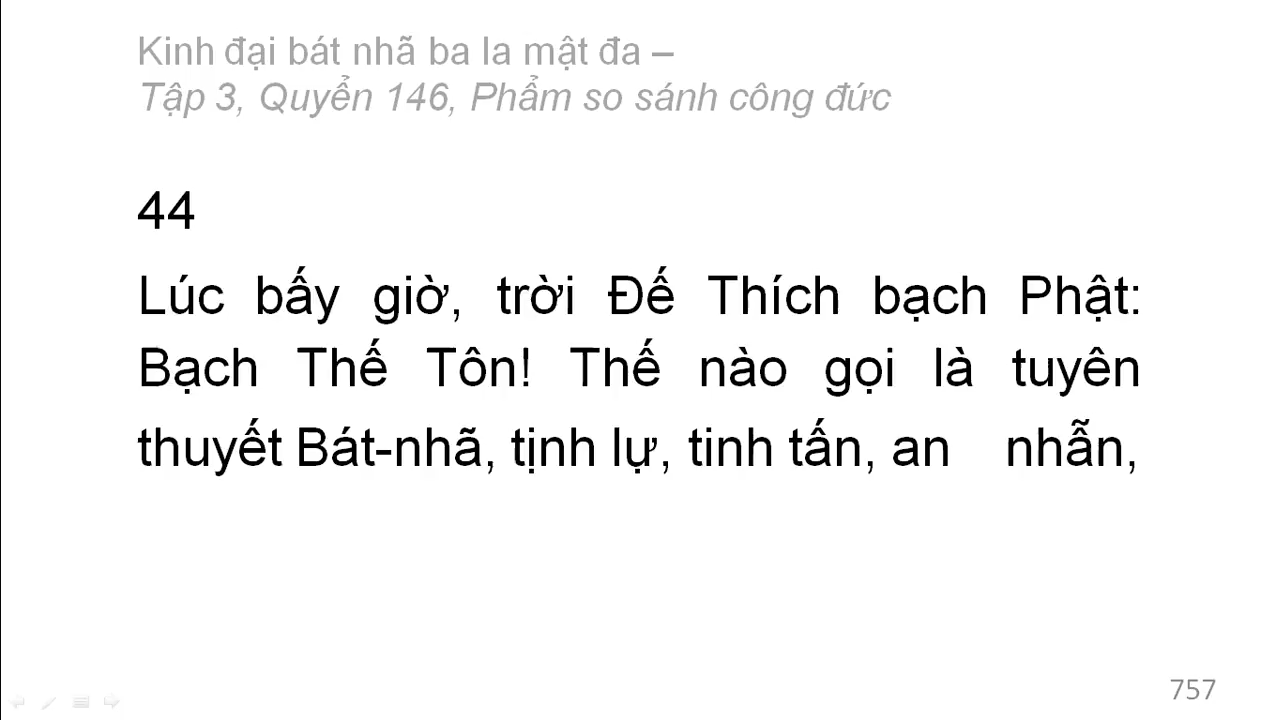 Kinh đại bát nhã ba la mật đa –
Tập 3, Quyển 146, Phẩm so sánh công đức
44
Lúc bấy giờ, trời Đế Thích bạch Phật:
Bạch Thế Tôn! Thế nào gọi là tuyên
thuyết Bát-nhã, tịnh lự, tinh tấn, an nhẫn,
757